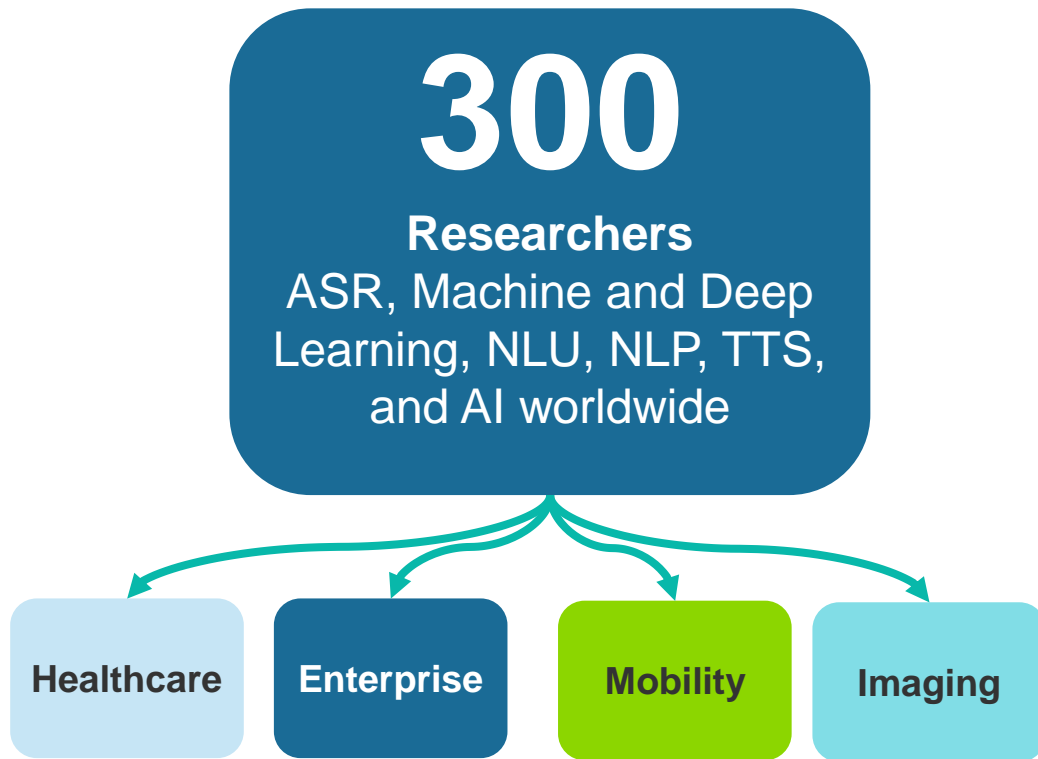 300
Researchers
ASR, Machine and Deep
Learning, NLU, NLP, TTS,
and AI worldwide
Healthcare
Enterprise
Mobility
Imaging